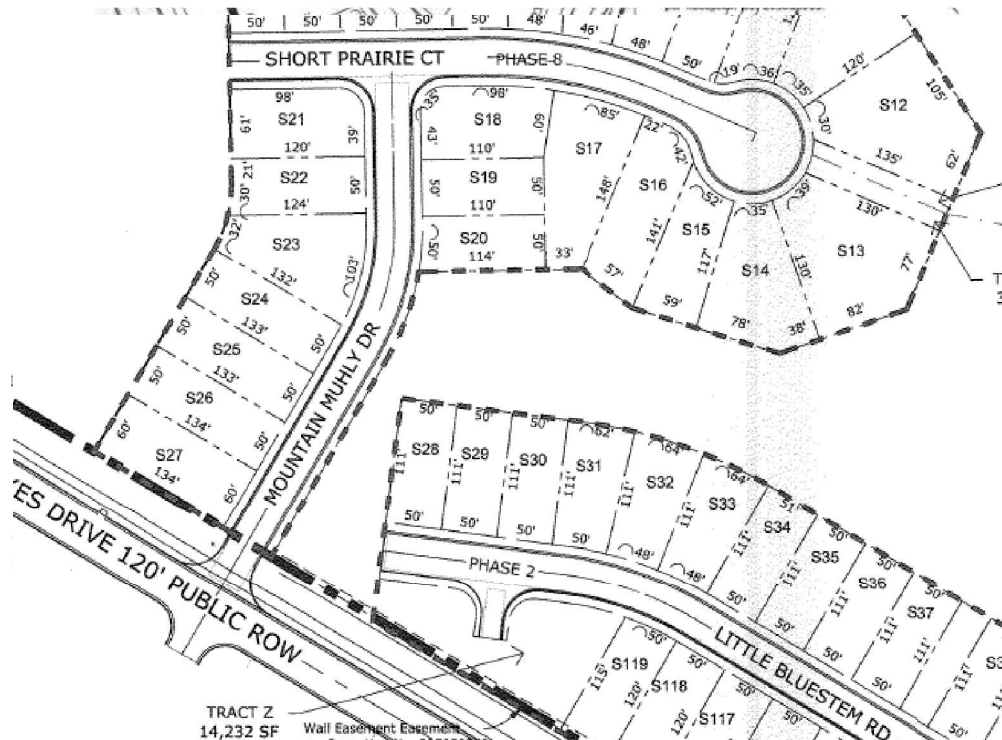 50' 50' 50' 50' 50' 48' 46' 48' 50' 19' 36' 35'
SHORT PRAIRIE CT
PHASE 8
120'
105'
S12
30'
62'
135'
98'
S21
61'
39'
120'
35'
98'
S18
43'
60'
110'
85'
S17
22'
42'
148'
S22
21'
50'
124'
30'
S19
50'
50'
110'
S16
141'
52'
35'
39'
130'
32'
S23
132'
103'
S20
50'
50'
114'
33'
57'
S15
117'
59'
S14
130'
78'
38'
S13
77'
82'
T
3
S24
50'
133'
50'
S25
50'
133'
50'
S26
50'
134'
50'
S27
60'
134'
60'
MOUNTAIN MUHLY DR
50' 50' 50' 62' 64' 64' 51' 50' 50' 50'
S28
S29
S30
S31
S32
S33
S34
S35
S36
S37
111' 111' 111' 111' 111' 111' 111' 111' 111' 111' 111'
50' 50' 50' 50' 48' 48' 50' 50' 50' 50' 50'
PHASE 2
LITTLE BLUESTEM RD
YES DRIVE 120' PUBLIC ROW
50'
S119
115'
120'
S118
50'
120'
S117
50'
50'
TRACT Z
14,232 SF
Wall Easement Easement